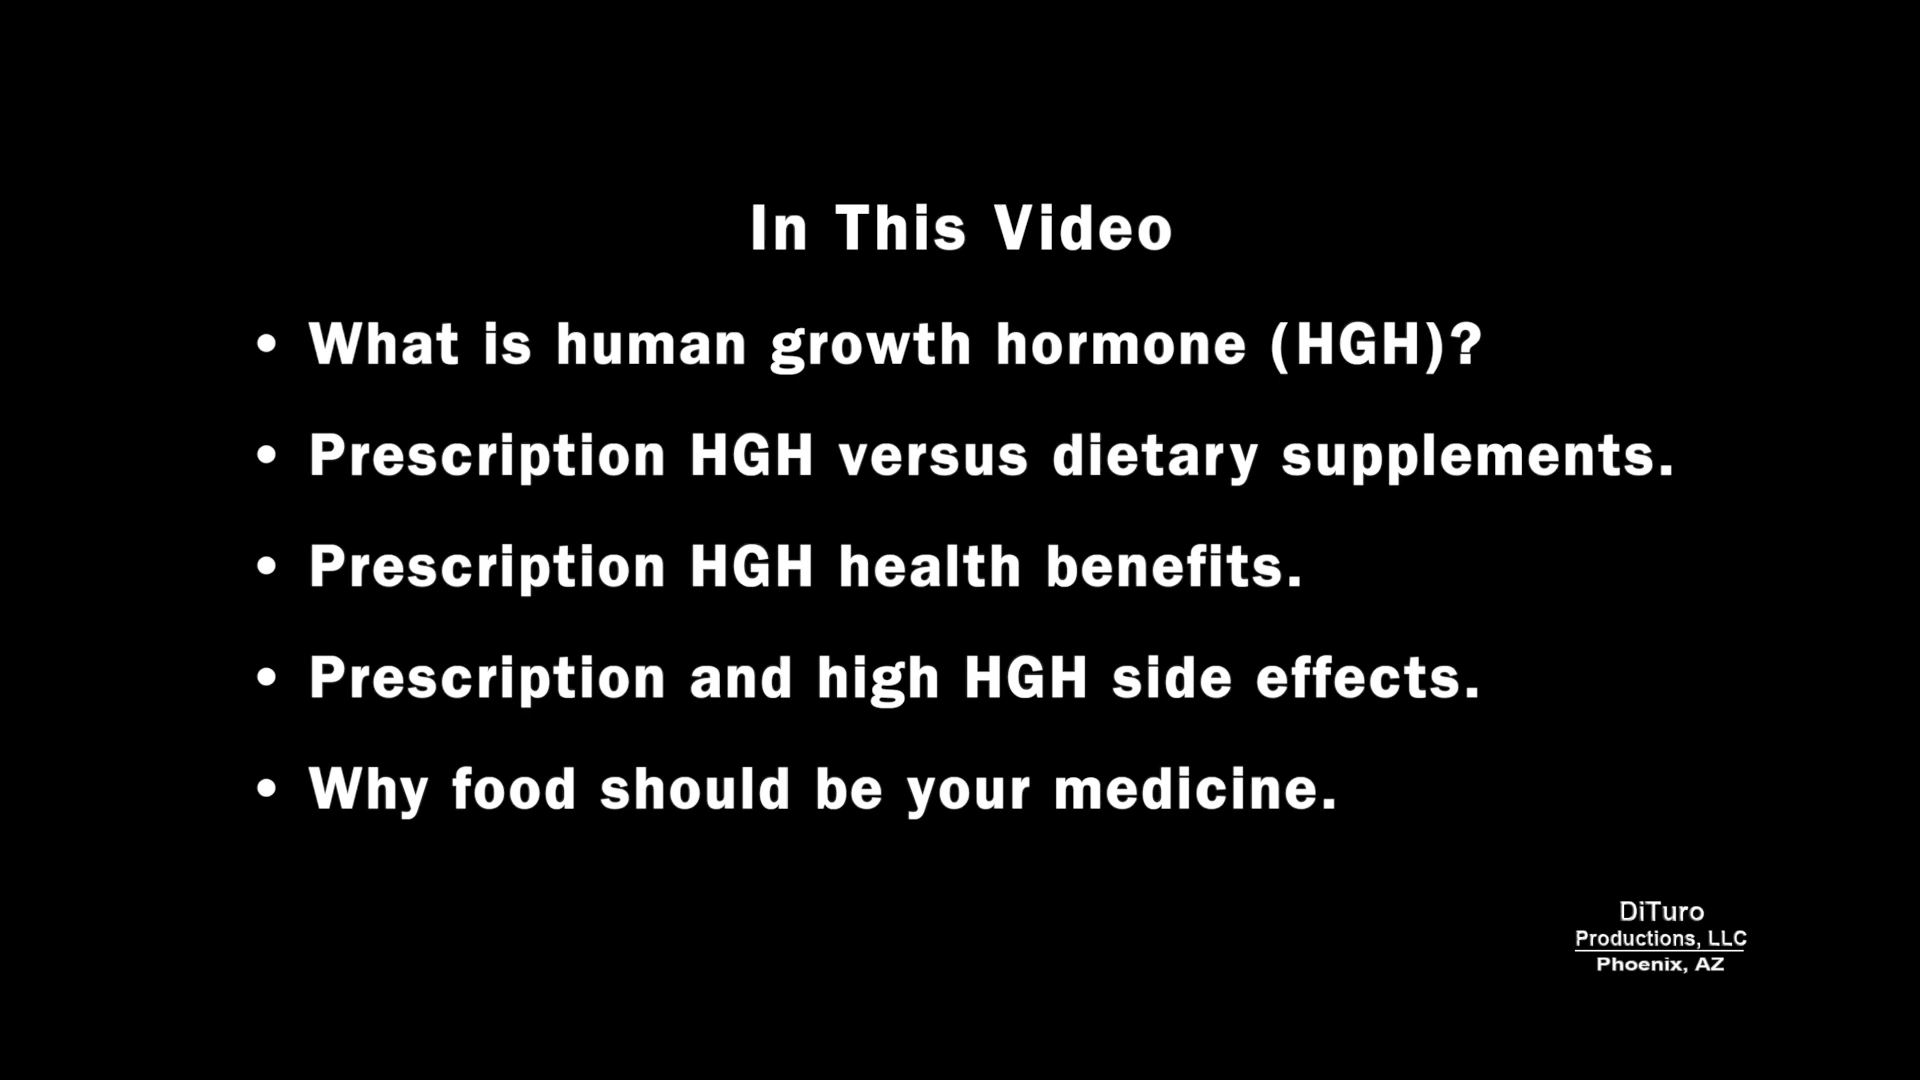 In This Video
• What is human growth hormone (HGH)?
• Prescription HGH versus dietary supplements.
• Prescription HGH health benefits.
• Prescription and high HGH side effects.
• Why food should be your medicine.
DiTuro
Productions, LLC
Phoenix, AZ